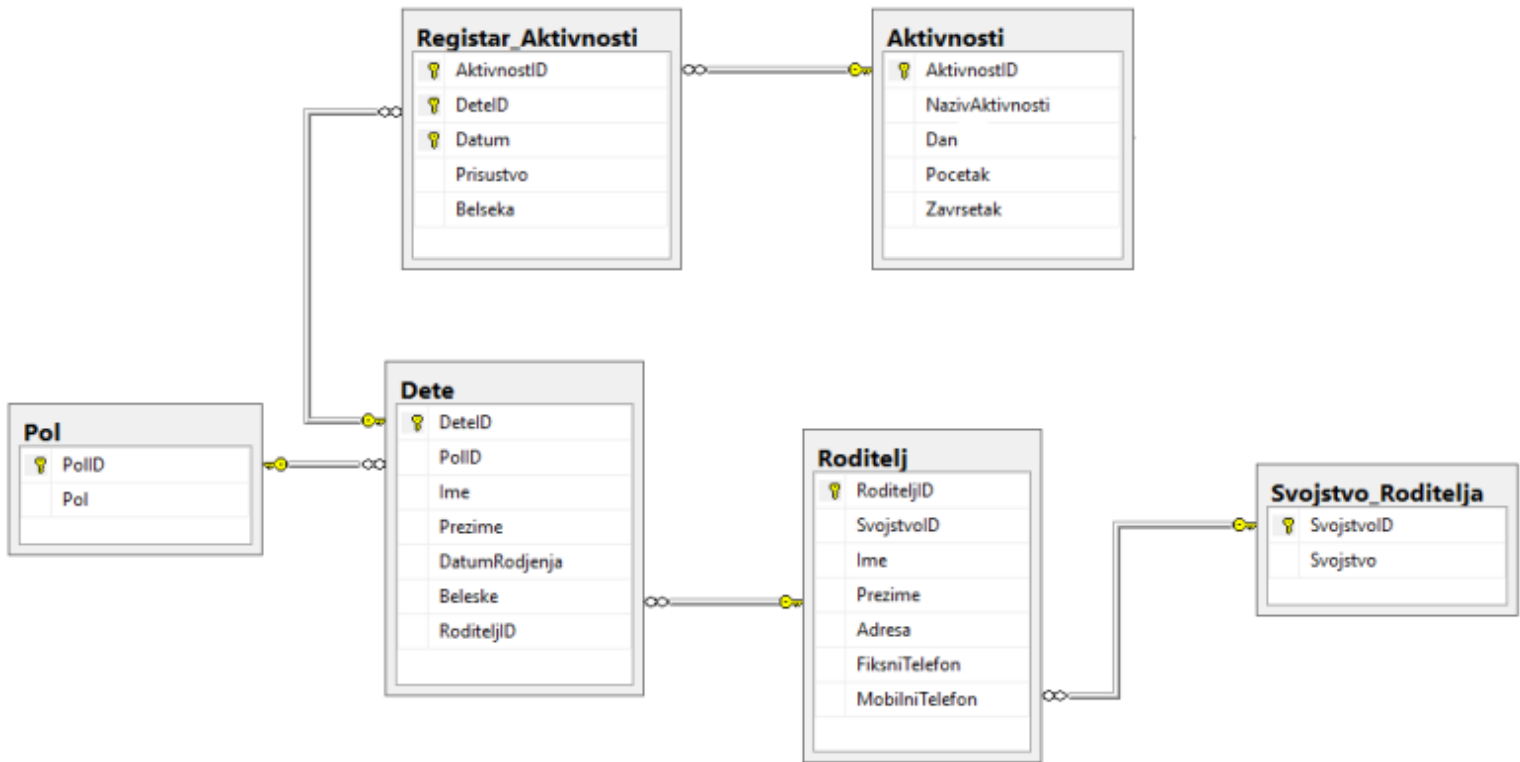 Registar_Aktivnosti
AktivnostID
DeteID
Datum
Prisustvo
Belseka
Aktivnosti
AktivnostID
NazivAktivnosti
Dan
Pocetak
Zavrsetak
Pol
PolID
Pol
Dete
DeteID
PolID
Ime
Prezime
DatumRodjenja
Beleske
RoditeljID
Roditelj
RoditeljID
SvojstvoID
Ime
Prezime
Adresa
FiksniTelefon
MobilniTelefon
Svojstvo_Roditelja
SvojstvoID
Svojstvo